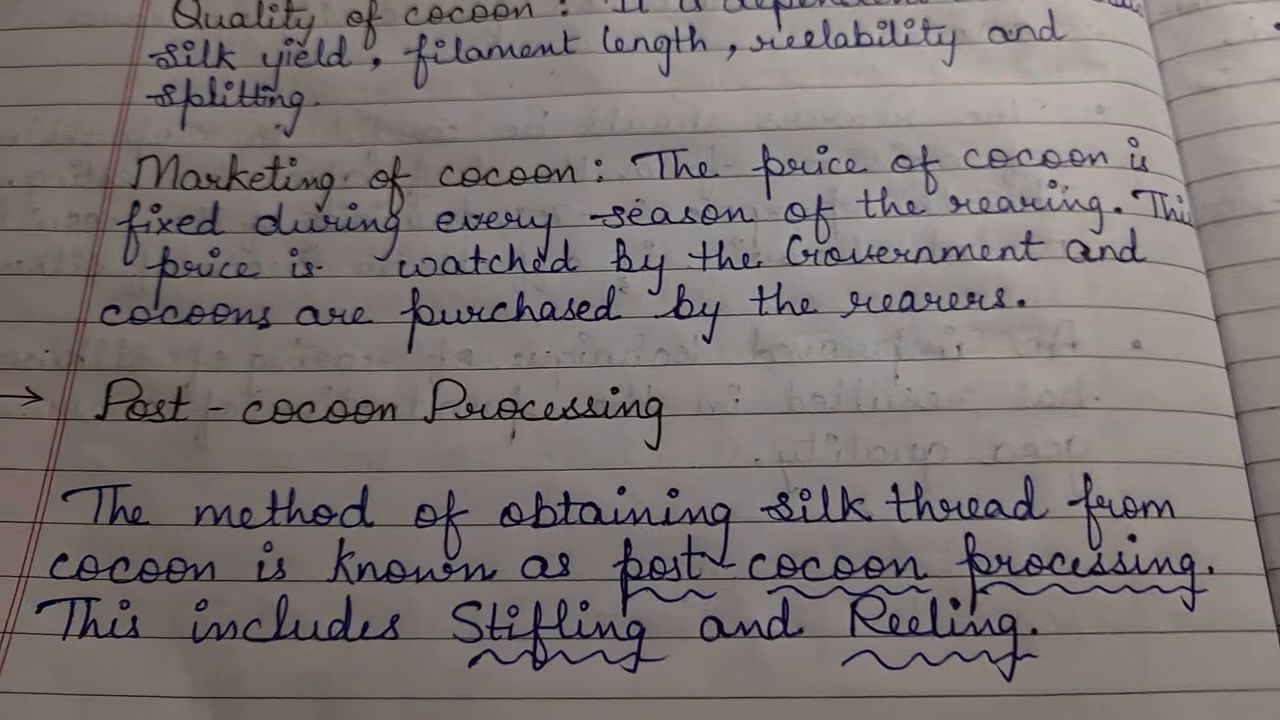 Quality of cocoon : It is
silk yield, filament length, reelability and
splitting.
Marketing of cocoon: The price of cocoon is
fixed during every season of the rearing. This
price is watched by the Government and
cocoons are purchased by the rearers.
→ Post-cocoon Processing
The method of obtaining silk thread from
cocoon is known as post-cocoon processing.
This includes Stifling and Reeling.